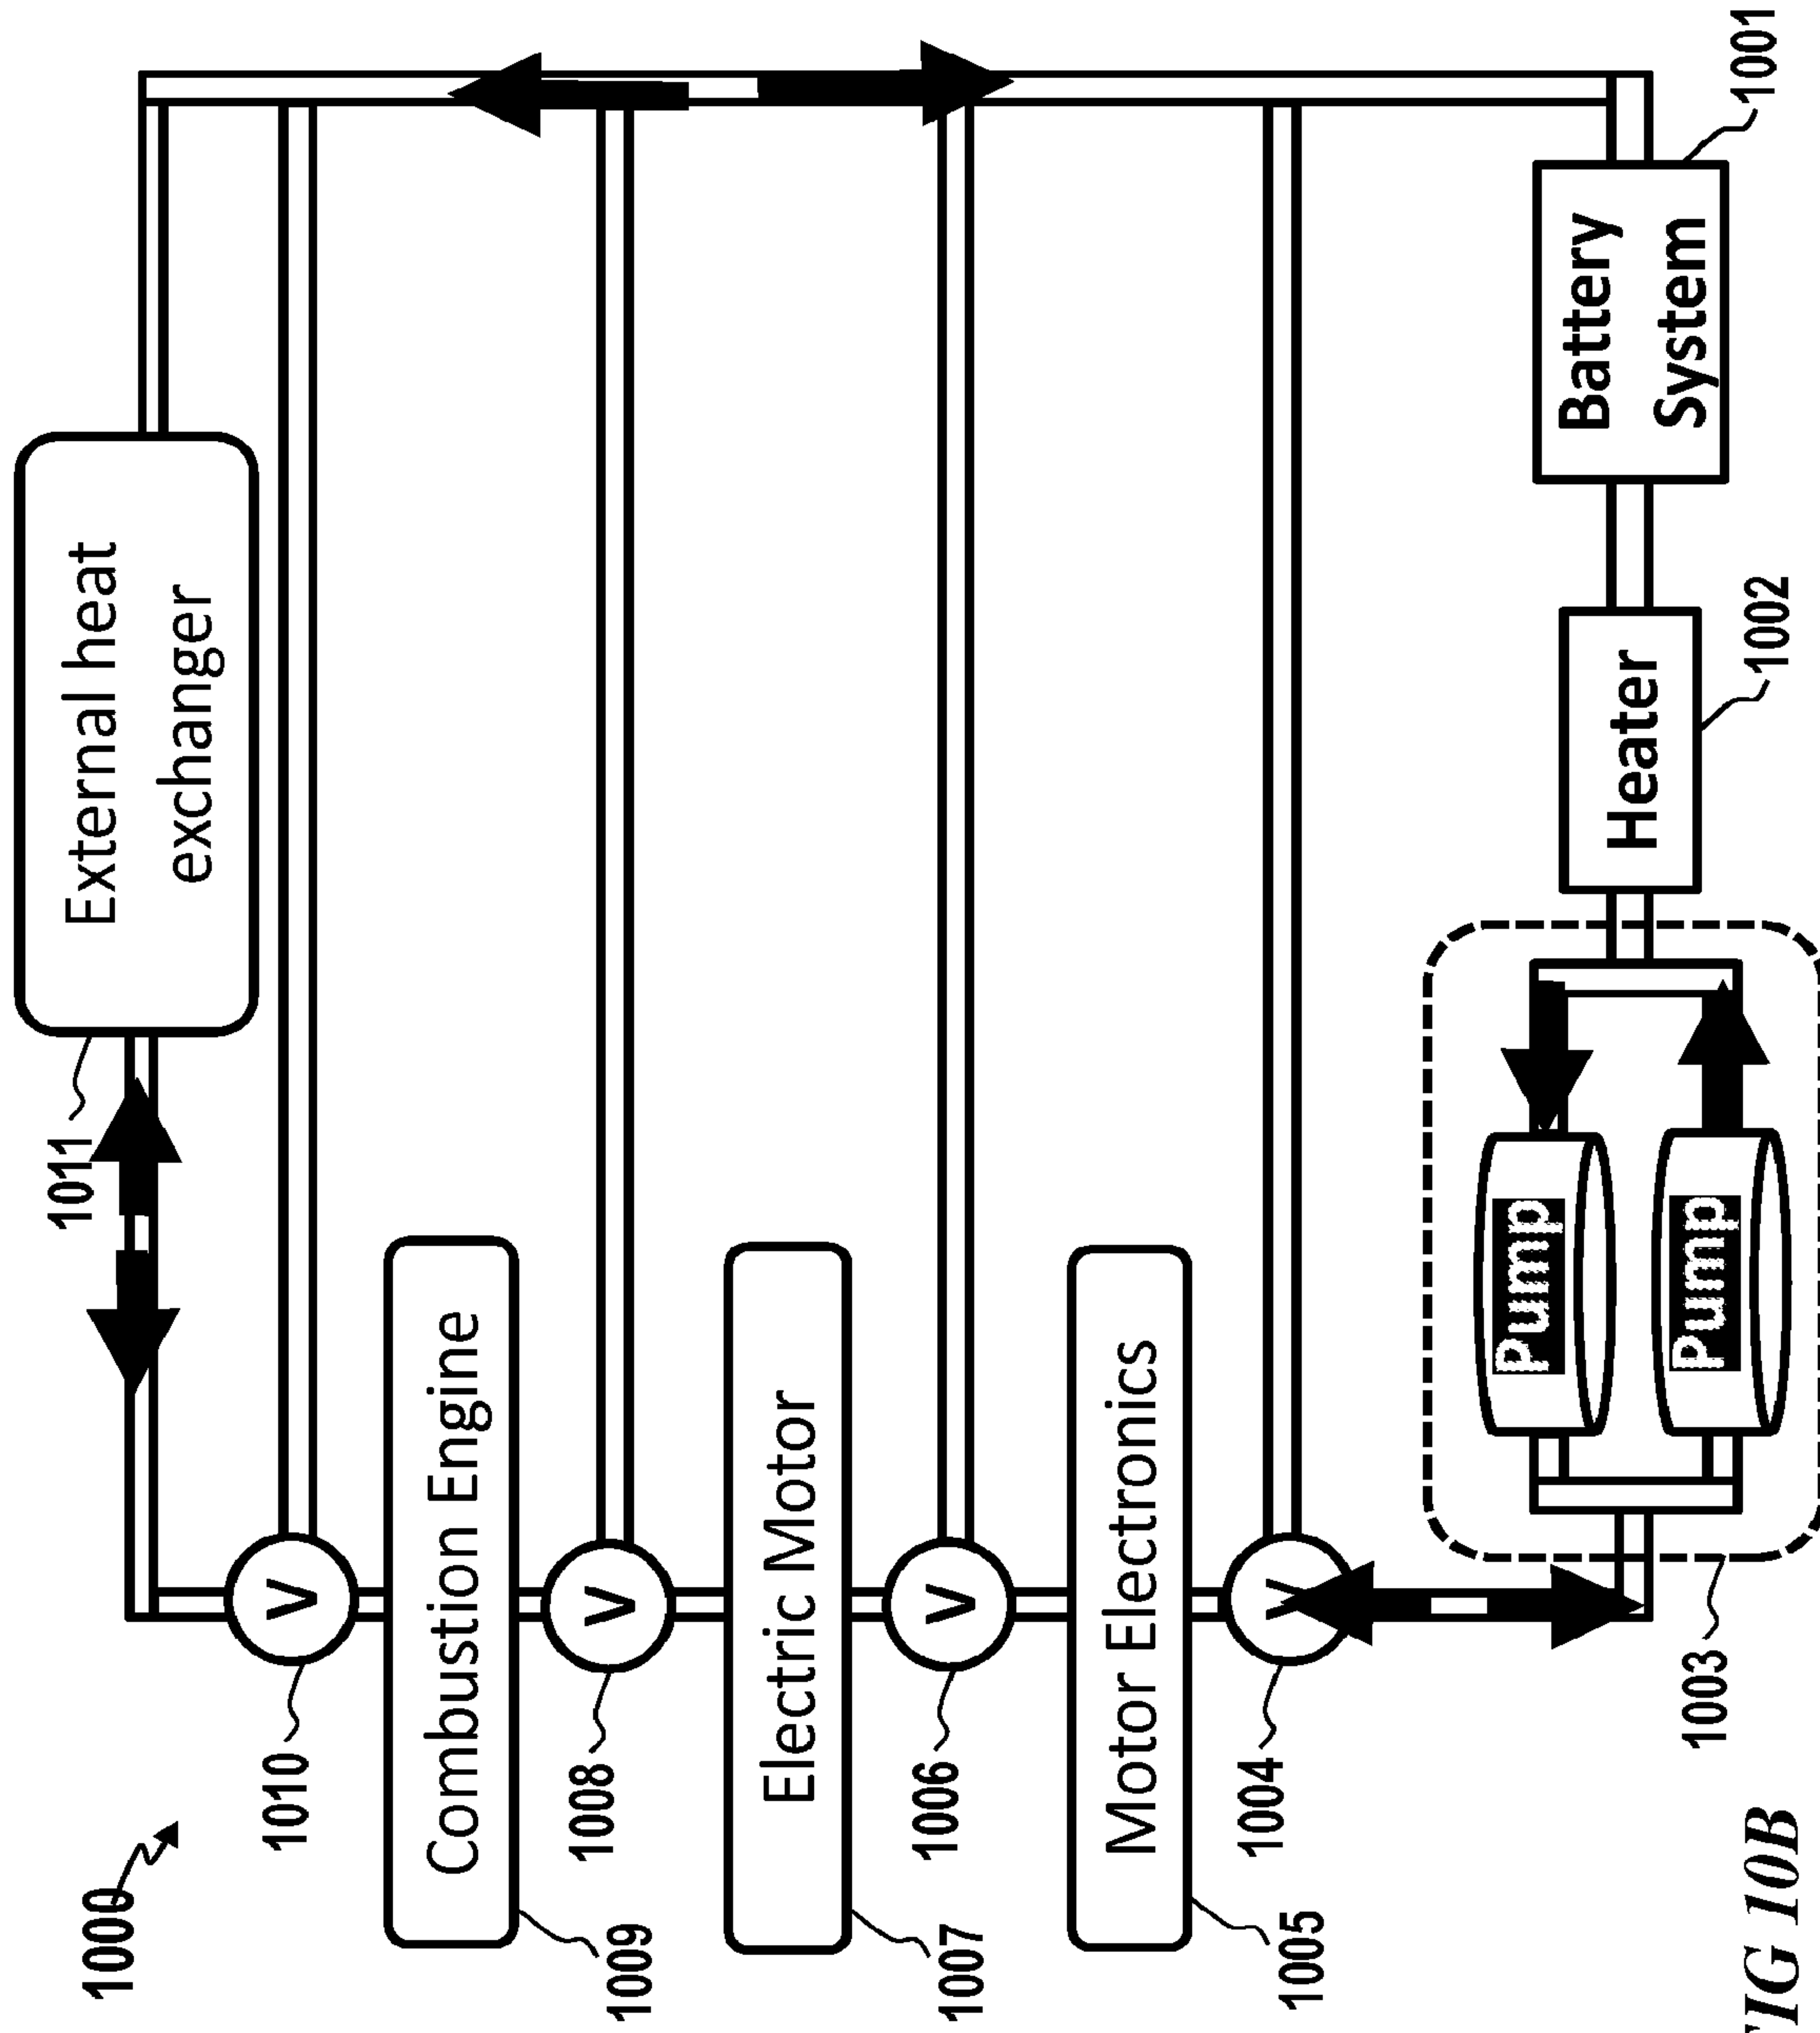 1000
1011
External heat
exchanger
1010
V
Combustion Engine
1009
1008
V
Electric Motor
1007
1006
V
Motor Electronics
1005
1004
V
Pump
Pump
1003
Heater
1002
Battery
System
1001
FIG 10B